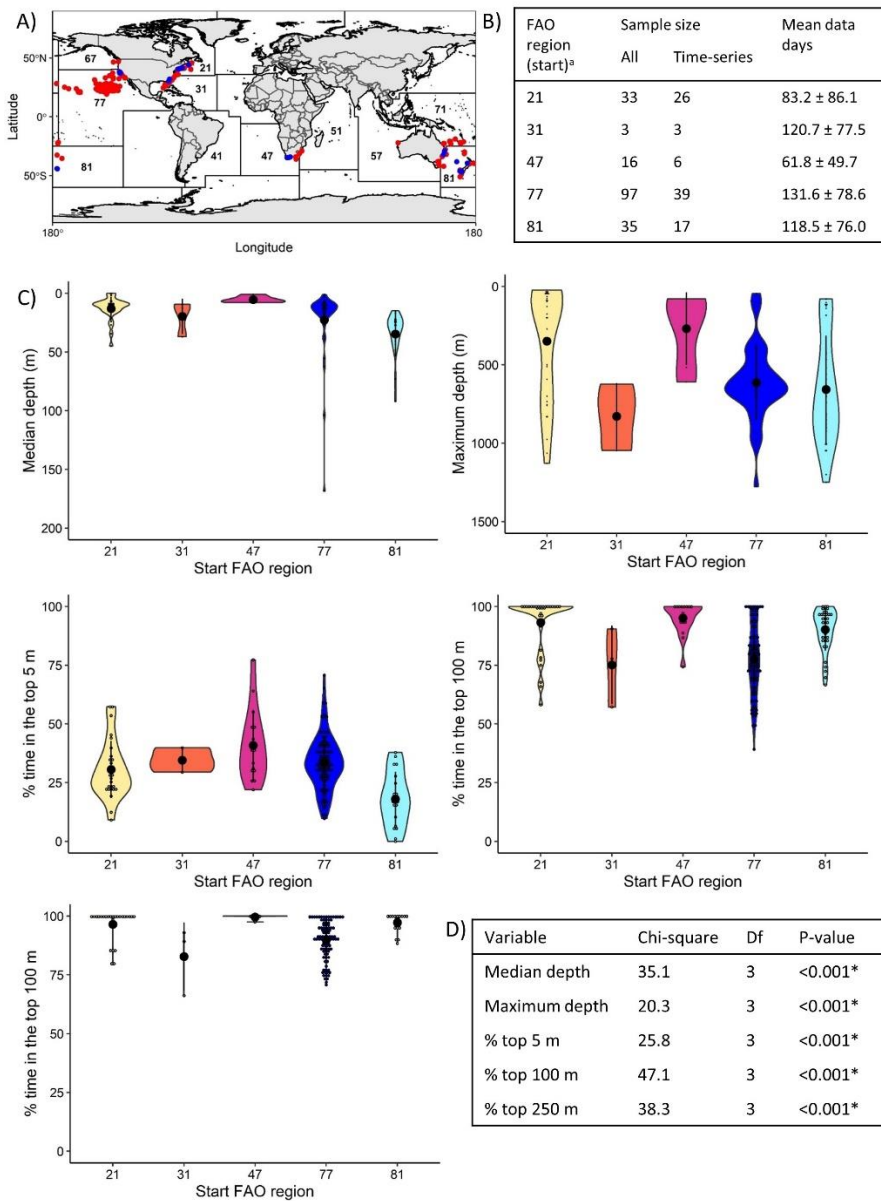 A)
Latitude
50°N
0°
50°S
67
21
31
77
71
51
81
41
47
57
81
180°
180°
Longitude
B)
FAO region (start)ª
Sample size
Mean data days
All
Time-series
21 33 26 83.2 ± 86.1
31 3 3 120.7 ± 77.5
47 16 6 61.8 ± 49.7
77 97 39 131.6 ± 78.6
81 35 17 118.5 ± 76.0
C)
Median depth (m)
0
50
100
150
200
21 31 47 77 81
Start FAO region
Maximum depth (m)
0
500
1000
1500
21 31 47 77 81
Start FAO region
% time in the top 5 m
100
75
50
25
0
21 31 47 77 81
Start FAO region
% time in the top 100 m
100
75
50
25
0
21 31 47 77 81
Start FAO region
% time in the top 100 m
100
75
50
25
0
21 31 47 77 81
Start FAO region
D)
Variable Chi-square Df P-value
Median depth 35.1 3 <0.001*
Maximum depth 20.3 3 <0.001*
% top 5 m 25.8 3 <0.001*
% top 100 m 47.1 3 <0.001*
% top 250 m 38.3 3 <0.001*